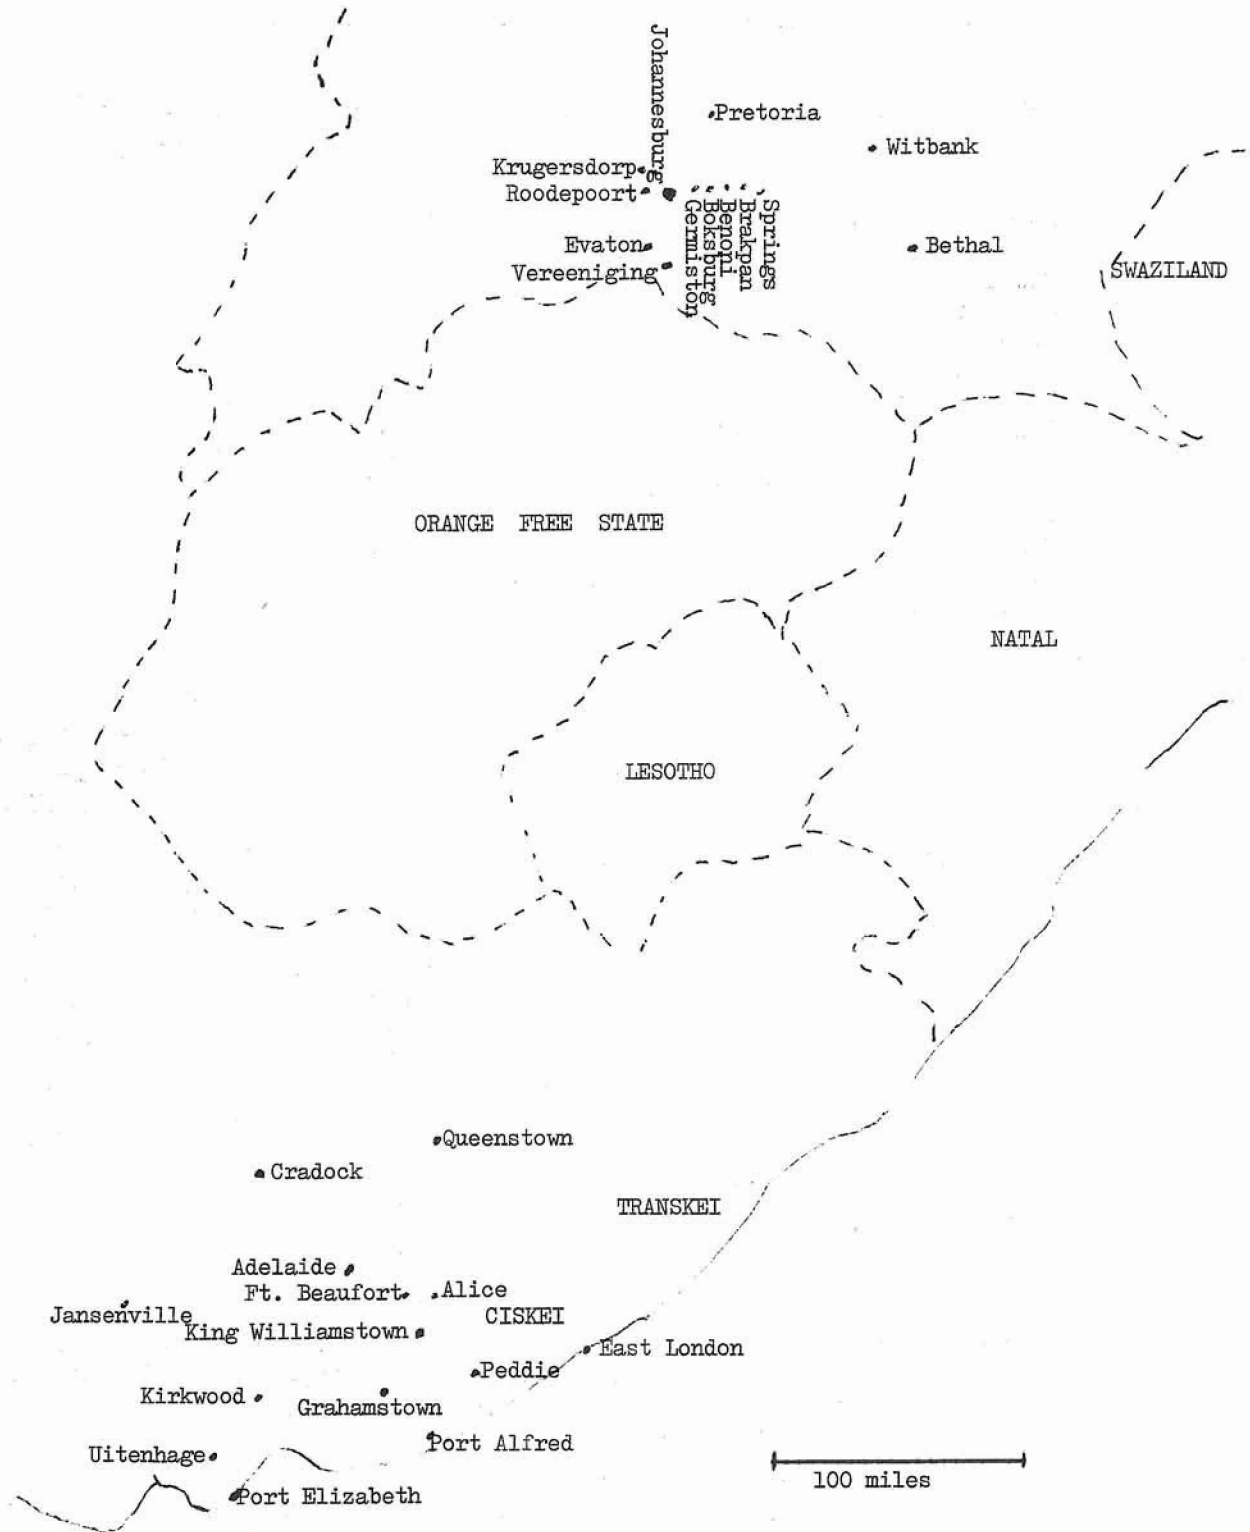 Johannesburg
Pretoria
Witbank
Krugersdorp
Roodepoort
Germiston
Boksburg
Benoni
Brakpan
Springs
Evaton
Bethal
Vereeniging
SWAZILAND
ORANGE FREE STATE
NATAL
LESOTHO
Queenstown
Cradock
TRANSKEI
Adelaide
Ft. Beaufort
Alice
Jansenville
CISKEI
King Williamstown
East London
Peddie
Kirkwood
Grahamstown
Port Alfred
Uitenhage
100 miles
Port Elizabeth